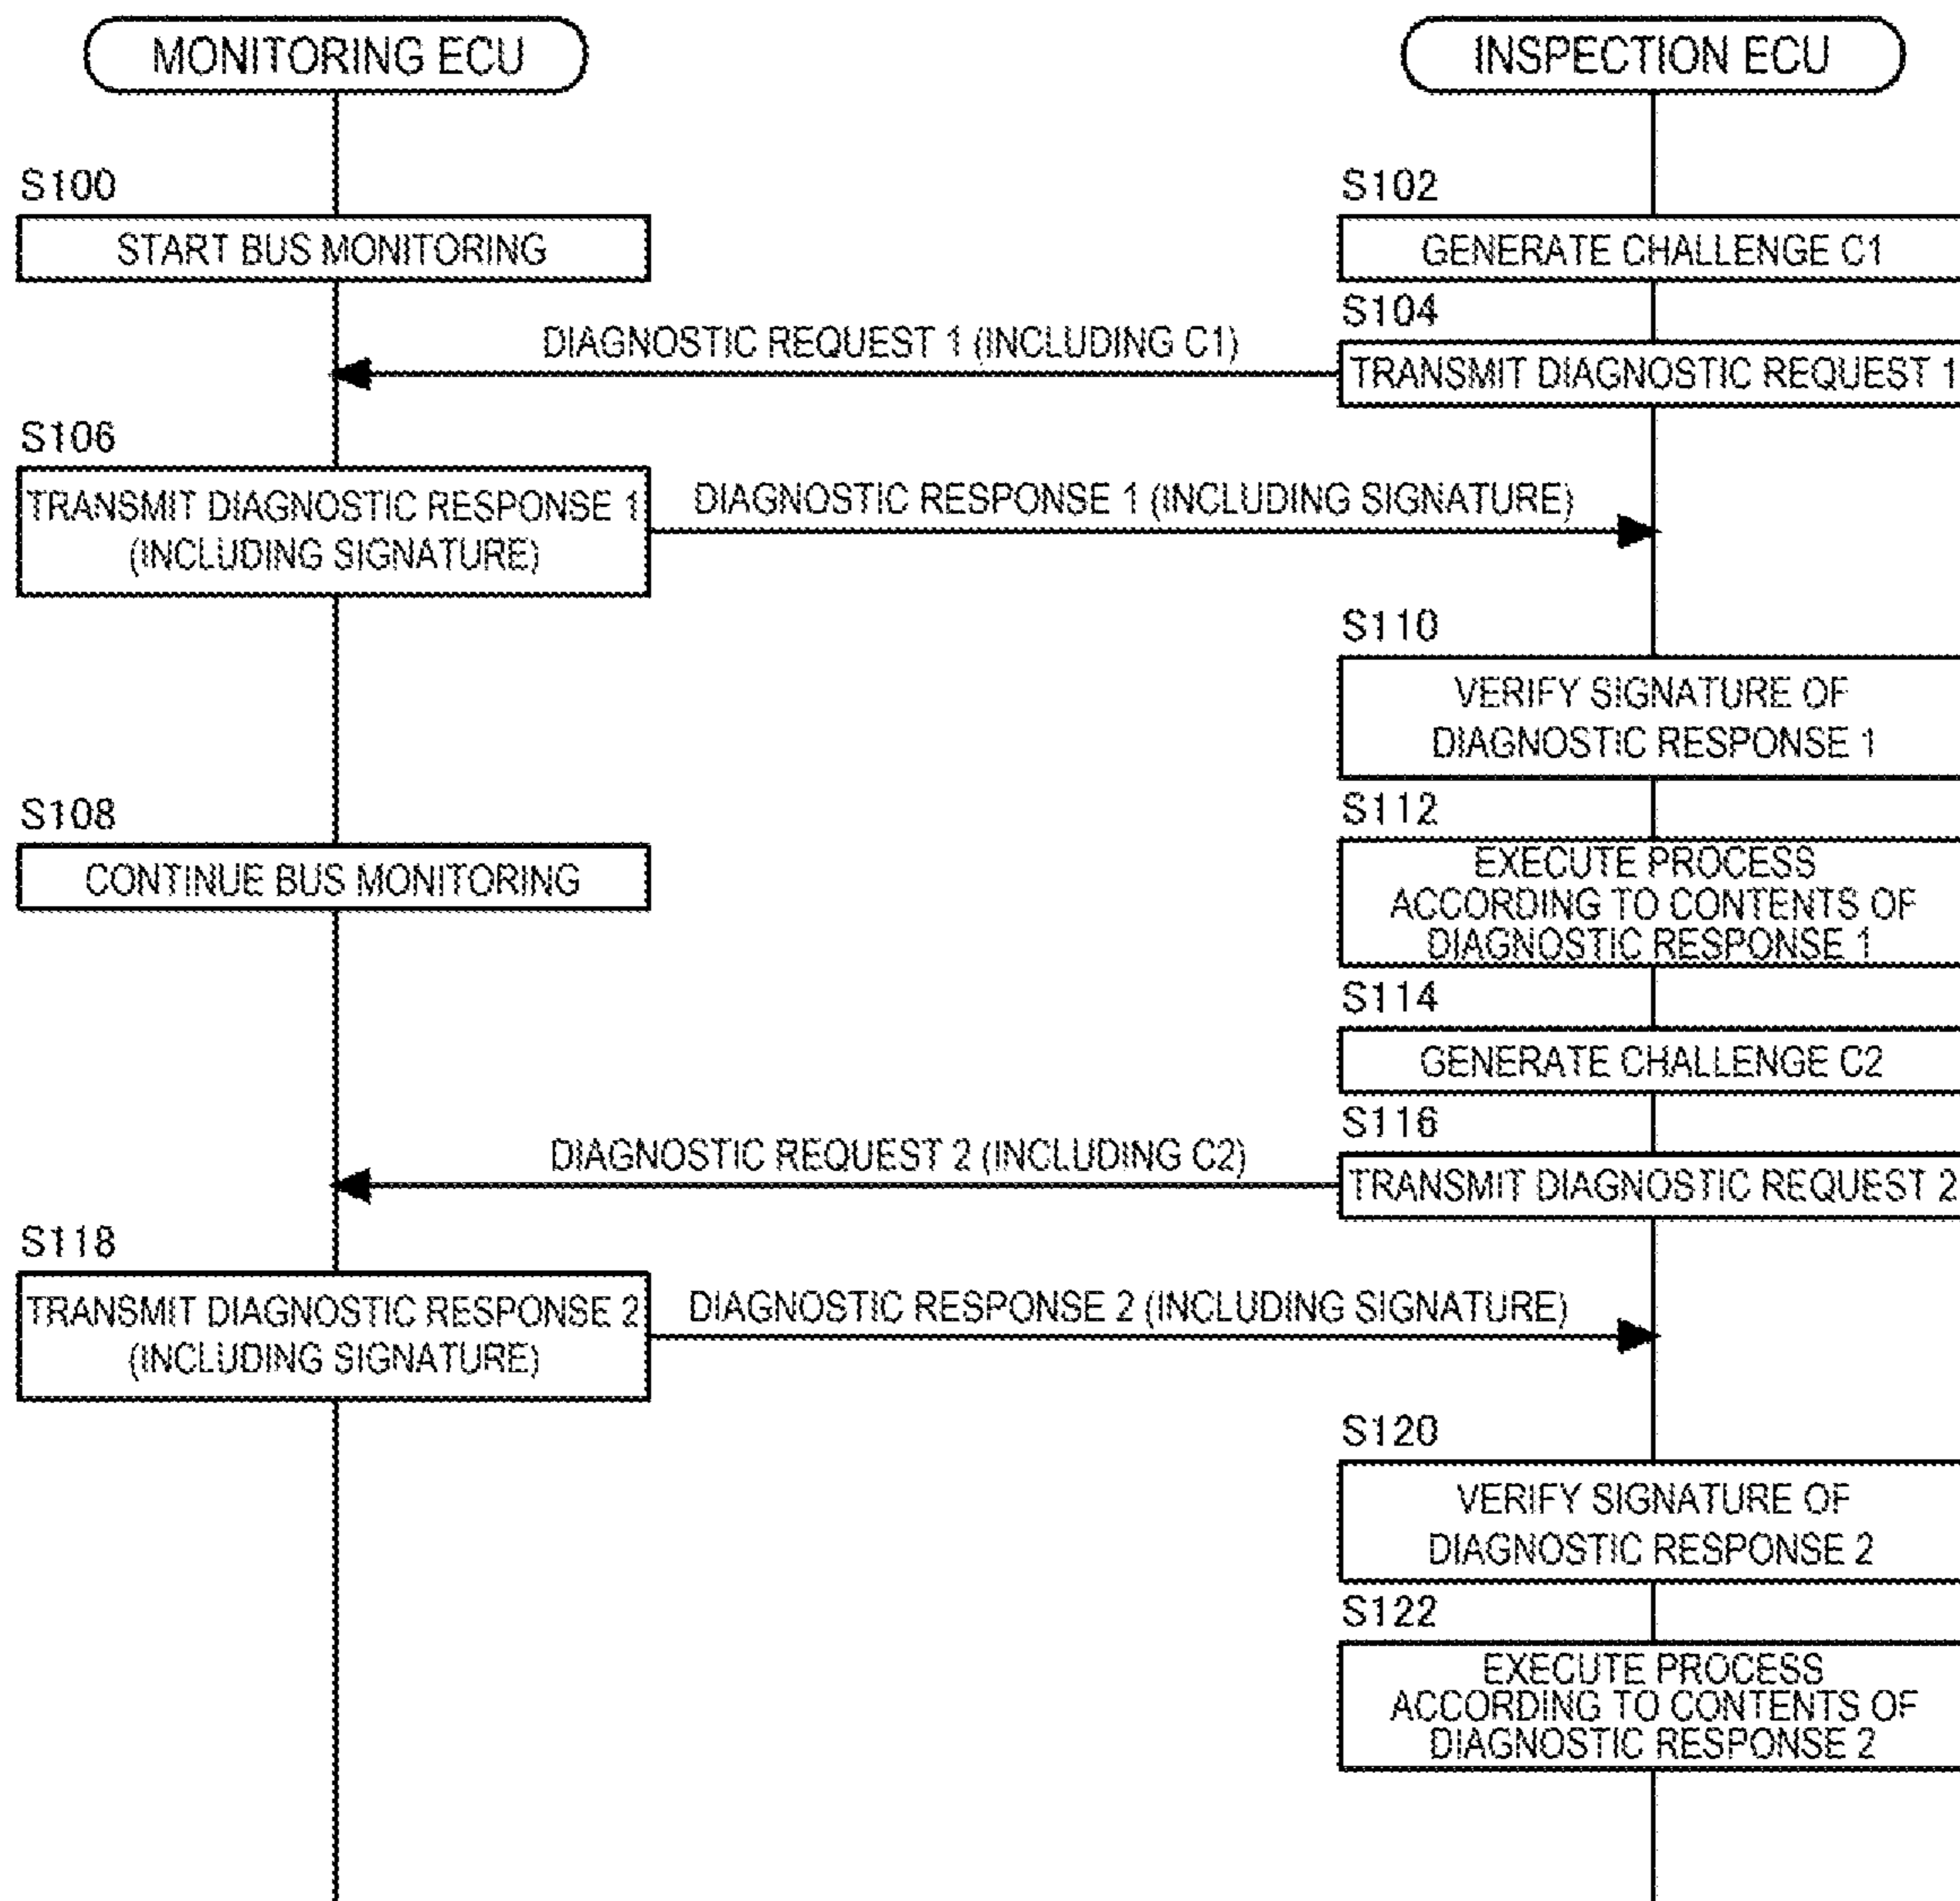 MONITORING ECU
INSPECTION ECU
S100
START BUS MONITORING
S102
GENERATE CHALLENGE C1
S104
TRANSMIT DIAGNOSTIC REQUEST 1
DIAGNOSTIC REQUEST 1 (INCLUDING C1)
S106
TRANSMIT DIAGNOSTIC RESPONSE 1
(INCLUDING SIGNATURE)
DIAGNOSTIC RESPONSE 1 (INCLUDING SIGNATURE)
S110
VERIFY SIGNATURE OF
DIAGNOSTIC RESPONSE 1
S108
CONTINUE BUS MONITORING
S112
EXECUTE PROCESS
ACCORDING TO CONTENTS OF
DIAGNOSTIC RESPONSE 1
S114
GENERATE CHALLENGE C2
S116
TRANSMIT DIAGNOSTIC REQUEST 2
DIAGNOSTIC REQUEST 2 (INCLUDING C2)
S118
TRANSMIT DIAGNOSTIC RESPONSE 2
(INCLUDING SIGNATURE)
DIAGNOSTIC RESPONSE 2 (INCLUDING SIGNATURE)
S120
VERIFY SIGNATURE OF
DIAGNOSTIC RESPONSE 2
S122
EXECUTE PROCESS
ACCORDING TO CONTENTS OF
DIAGNOSTIC RESPONSE 2